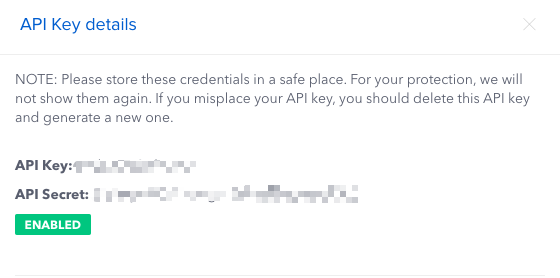 API Key details
NOTE: Please store these credentials in a safe place. For your protection, we will
not show them again. If you misplace your API key, you should delete this API key
and generate a new one.
API Key:
API Secret:
ENABLED